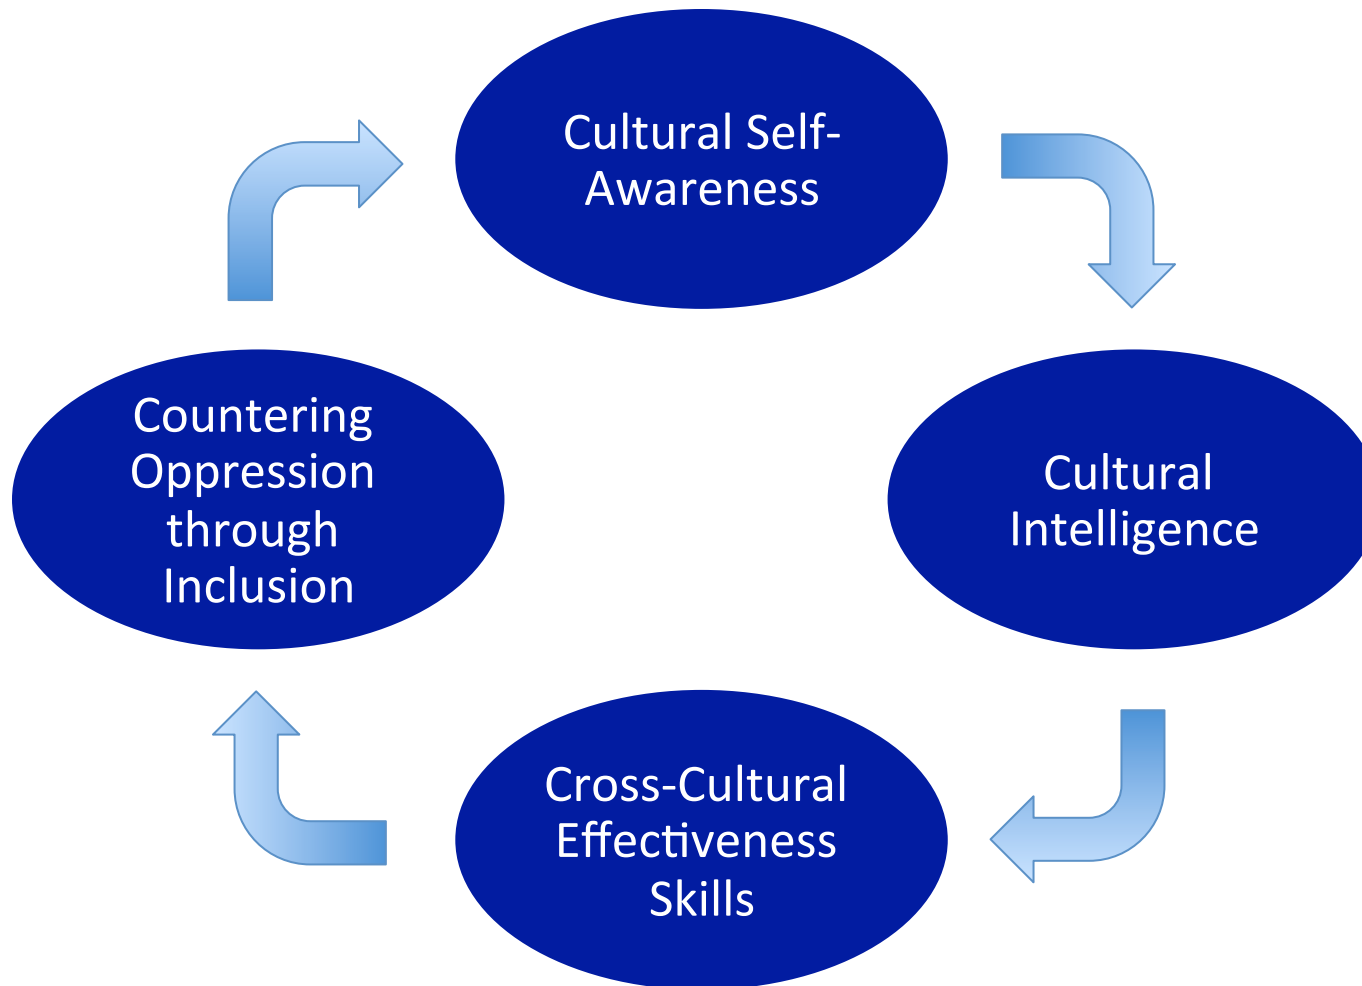 Cultural Self-
Awareness
Cultural
Intelligence
Cross-Cultural
Effectiveness
Skills
Countering
Oppression
through
Inclusion